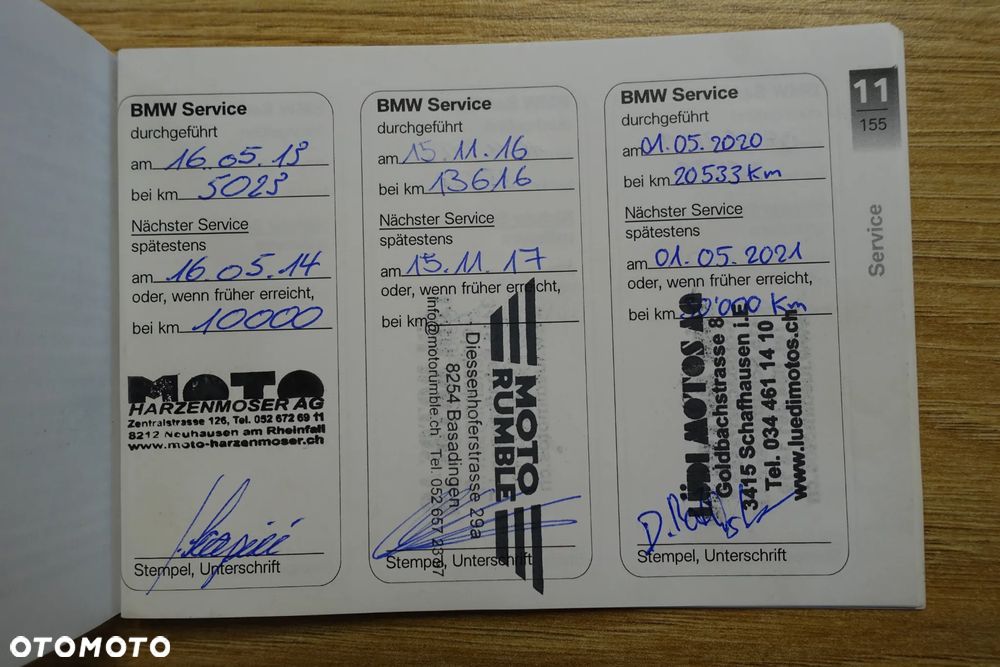 BMW Service
durchgeführt
am 16.05.13
bei km 5023
Nächster Service
spätestens
am 16.05.14
oder, wenn früher erreicht,
bei km 10000
MOTO
HARZENMOSER AG
Zentralstrasse 126, Tel. 052 672 69 11
8212 Neuhausen am Rheinfall
www.moto-harzenmoser.ch
Stempel, Unterschrift
BMW Service
durchgeführt
am 15.11.16
bei km 13616
Nächster Service
spätestens
am 15.11.17
oder, wenn früher erreicht,
bei km
MOTO
RUMBLE
Diessenhoferstrasse 29a
8254 Basadingen
info@motorumble.ch Tel. 052 657
Stempel, Unterschrift
BMW Service
durchgeführt
am 01.05.2020
bei km 20533 Km
Nächster Service
spätestens
am 01.05.2021
oder, wenn früher erreicht,
bei km 30'000 Km
LÜDI MOTOS AG
Goldbachstrasse 8
3415 Schafhausen i.E
Tel. 034 461 14 10
www.luedimotos.ch
Stempel, Unterschrift
11
155
Service
OTOMOTO